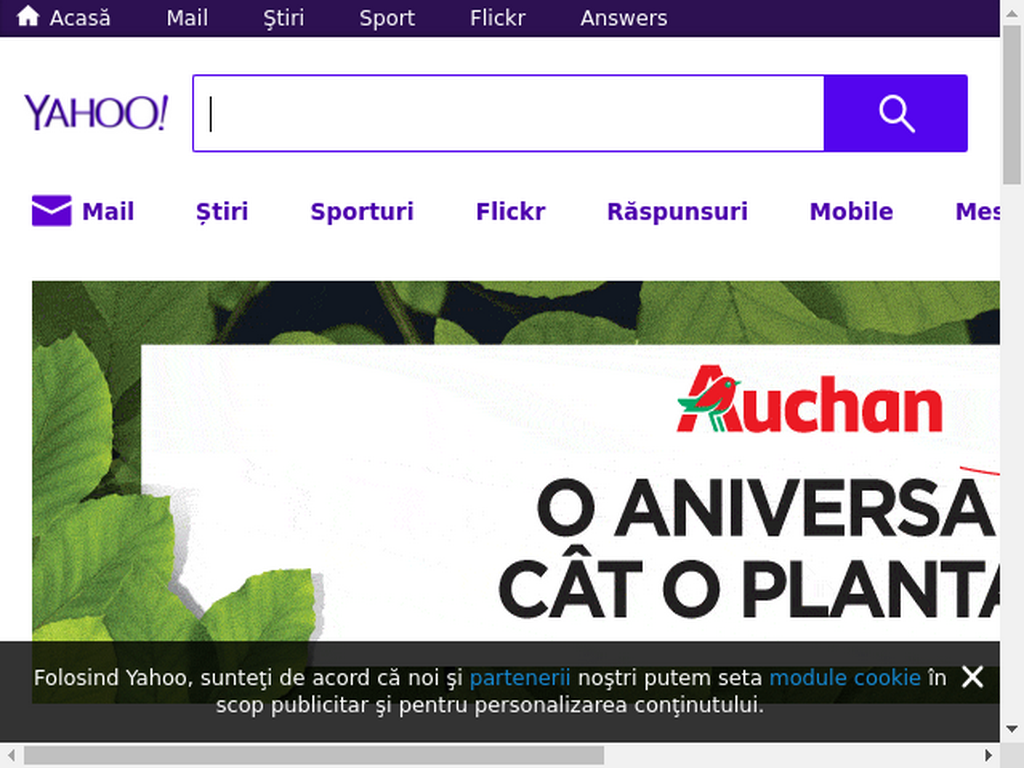 Acasă Mail Ştiri Sport Flickr Answers
YAHOO!
Mail Știri Sporturi Flickr Răspunsuri Mobile Mes
Auchan
O ANIVERSA
CÂT O PLANTA
Folosind Yahoo, sunteţi de acord că noi şi partenerii noştri putem seta module cookie în
scop publicitar şi pentru personalizarea conţinutului.